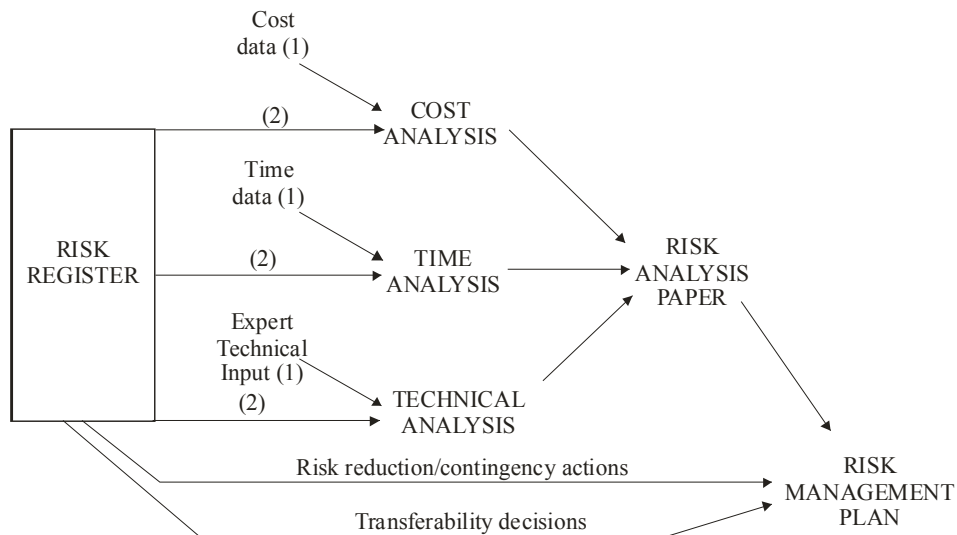 Cost
data (1)
(2)
COST
ANALYSIS
Time
data (1)
RISK
REGISTER
(2)
TIME
ANALYSIS
RISK
ANALYSIS
PAPER
Expert
Technical
Input (1)
(2)
TECHNICAL
ANALYSIS
Risk reduction/contingency actions
RISK
MANAGEMENT
PLAN
Transferability decisions